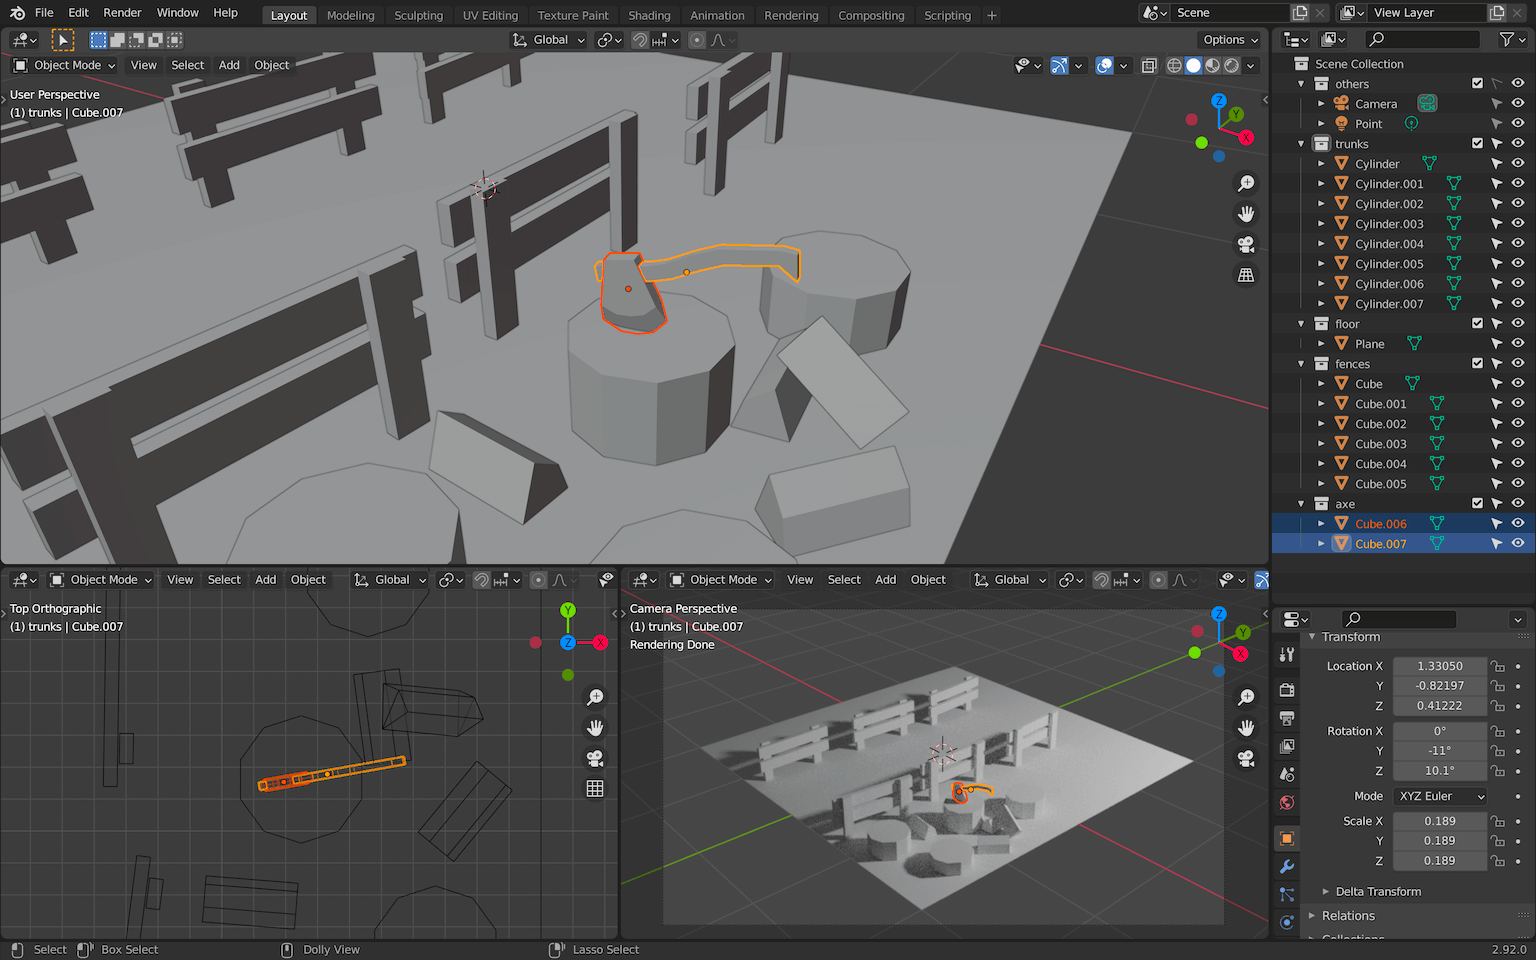 File Edit Render Window Help Layout Modeling Sculpting UV Editing Texture Paint Shading Animation Rendering Compositing Scripting + Scene View Layer
Global Options
Object Mode View Select Add Object
User Perspective
(1) trunks | Cube.007
Z
Y
X
Scene Collection
others
Camera
Point
trunks
Cylinder
Cylinder.001
Cylinder.002
Cylinder.003
Cylinder.004
Cylinder.005
Cylinder.006
Cylinder.007
floor
Plane
fences
Cube
Cube.001
Cube.002
Cube.003
Cube.004
Cube.005
axe
Cube.006
Cube.007
Object Mode View Select Add Object Global
Top Orthographic
(1) trunks | Cube.007
Y
Z X
Object Mode View Select Add Object Global
Camera Perspective
(1) trunks | Cube.007
Rendering Done
Z
Y
X
Transform
Location X 1.33050
Y -0.82197
Z 0.41222
Rotation X 0°
Y -11°
Z 10.1°
Mode XYZ Euler
Scale X 0.189
Y 0.189
Z 0.189
Delta Transform
Relations
Collections
Select Box Select Dolly View Lasso Select 2.92.0